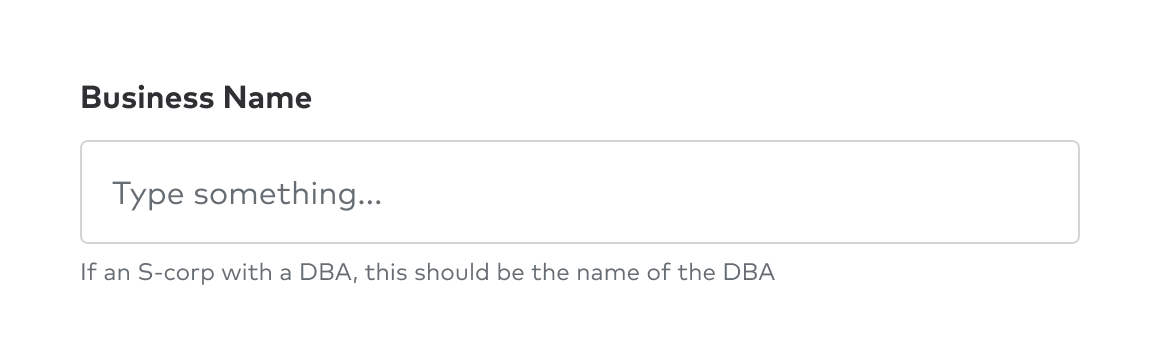 Business Name
Type something...
If an S-corp with a DBA, this should be the name of the DBA